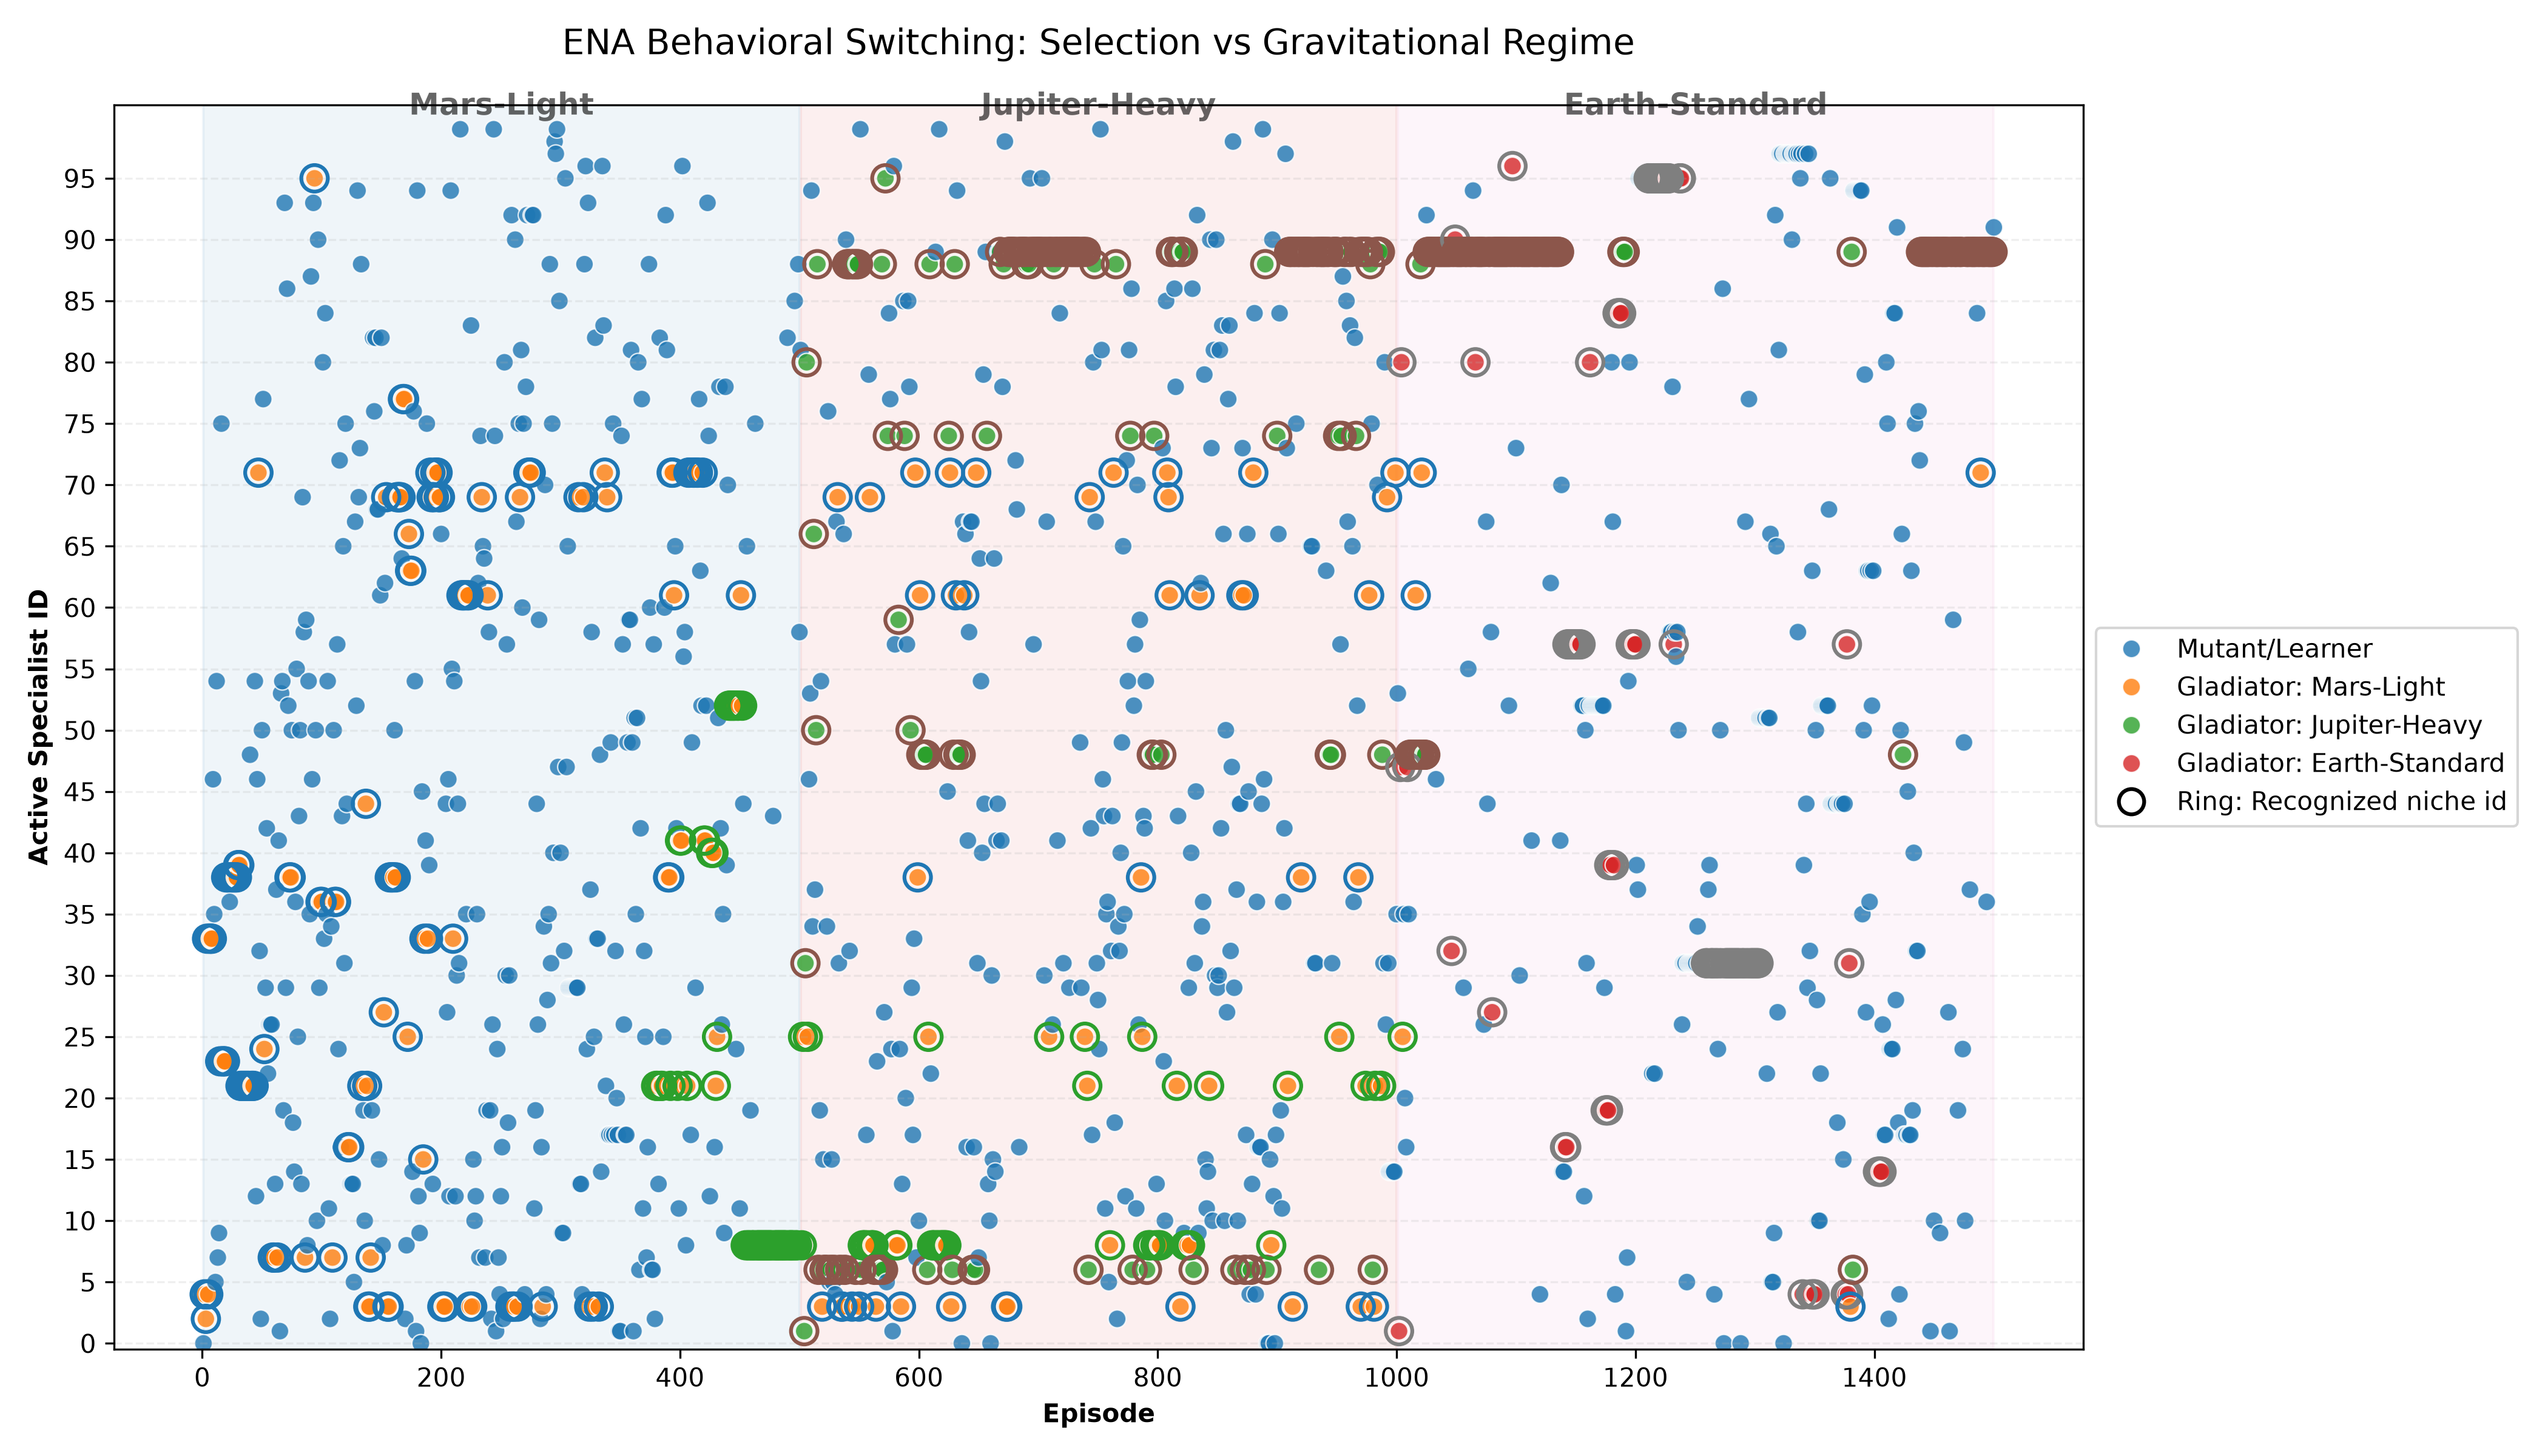 ENA Behavioral Switching: Selection vs Gravitational Regime
Mars-Light
Jupiter-Heavy
Earth-Standard
Active Specialist ID
95
90
85
80
75
70
65
60
55
50
45
40
35
30
25
20
15
10
5
0
0
200
400
600
800
1000
1200
1400
Episode
Mutant/Learner
Gladiator: Mars-Light
Gladiator: Jupiter-Heavy
Gladiator: Earth-Standard
Ring: Recognized niche id